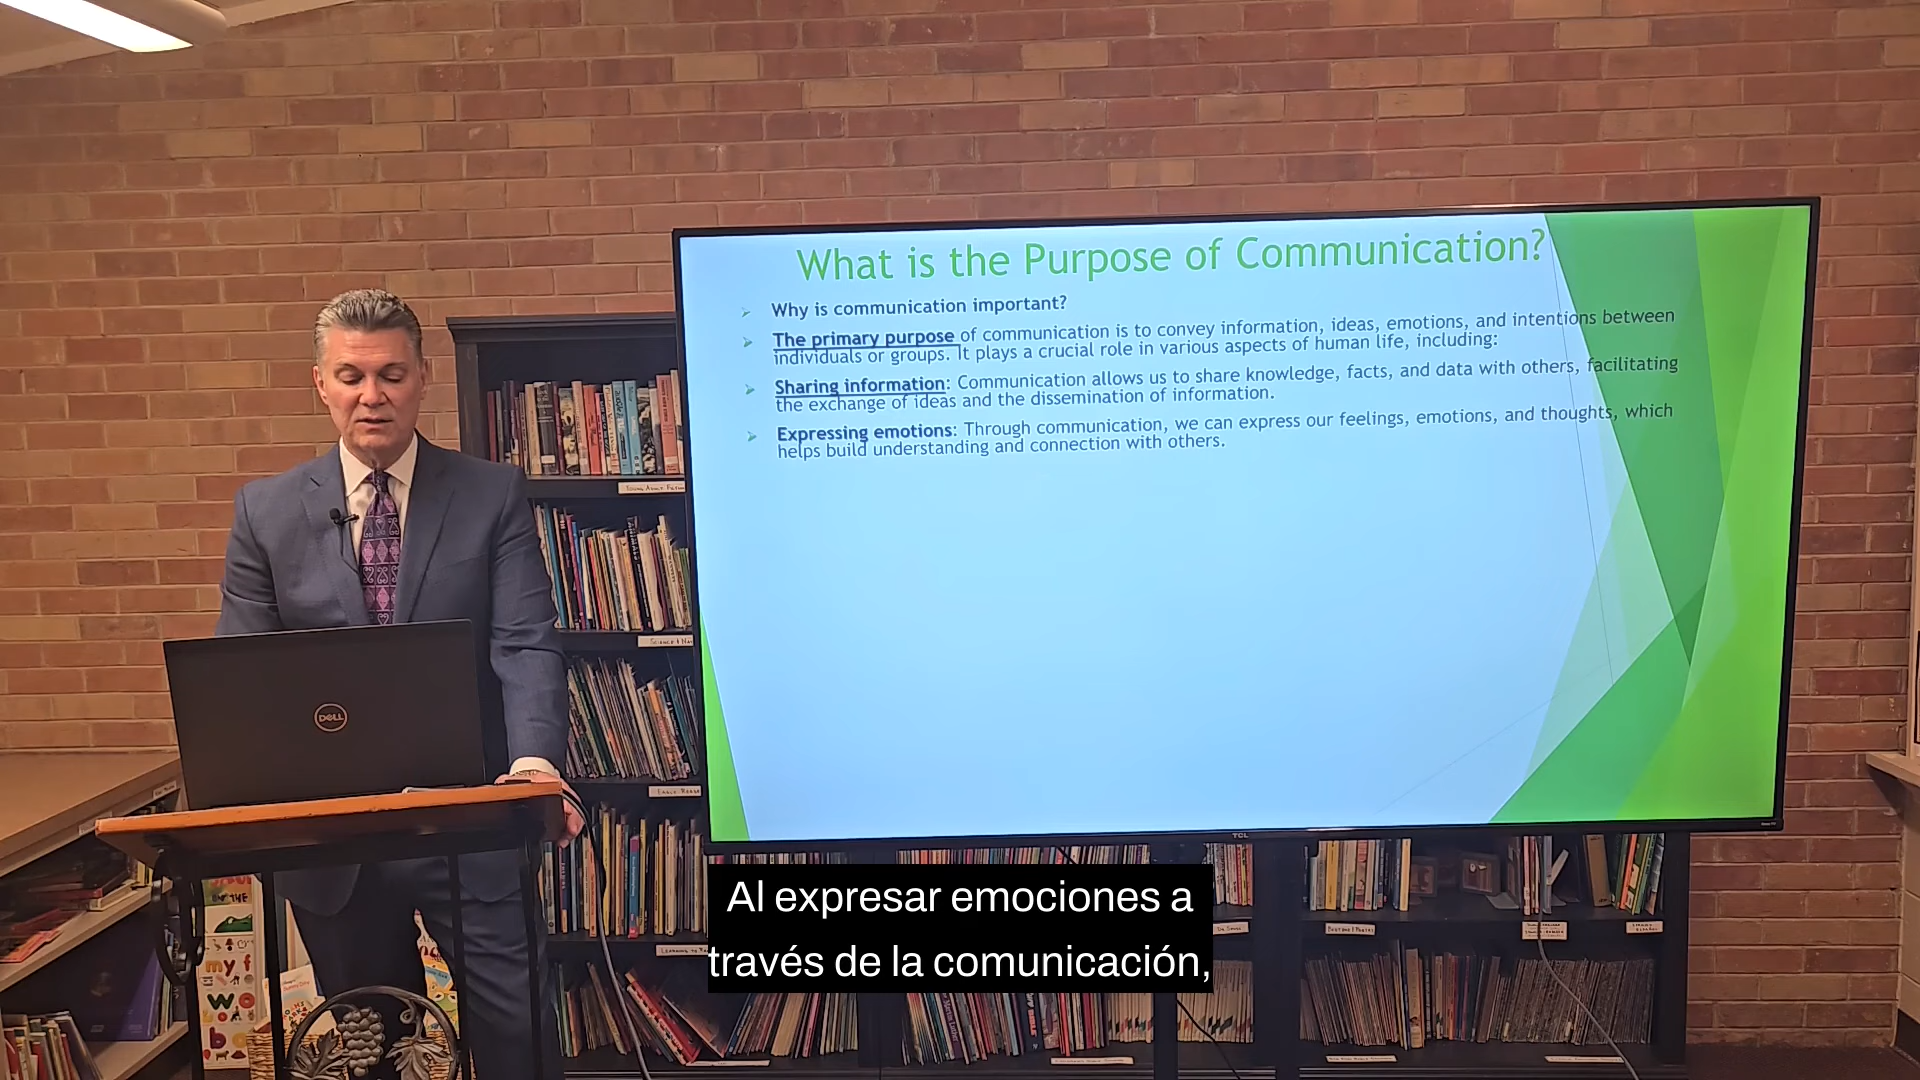 What is the Purpose of Communication?
Why is communication important?
The primary purpose of communication is to convey information, ideas, emotions, and intentions between
individuals or groups. It plays a crucial role in various aspects of human life, including:
Sharing information: Communication allows us to share knowledge, facts, and data with others, facilitating
the exchange of ideas and the dissemination of information.
Expressing emotions: Through communication, we can express our feelings, emotions, and thoughts, which
helps build understanding and connection with others.
DELL
TCL
Al expresar emociones a
través de la comunicación,